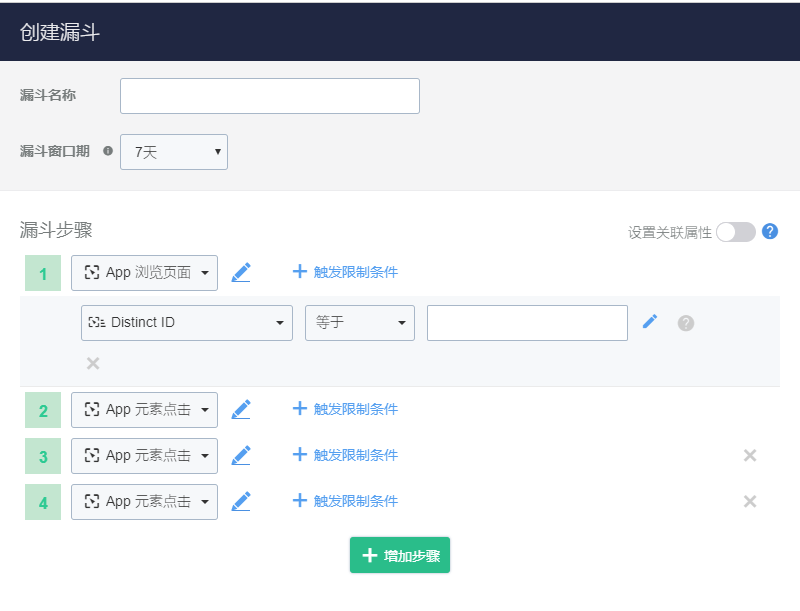 创建漏斗
漏斗名称
漏斗窗口期 7天
漏斗步骤
设置关联属性
1 App 浏览页面 触发限制条件
Distinct ID 等于
2 App 元素点击 触发限制条件
3 App 元素点击 触发限制条件
4 App 元素点击 触发限制条件
增加步骤